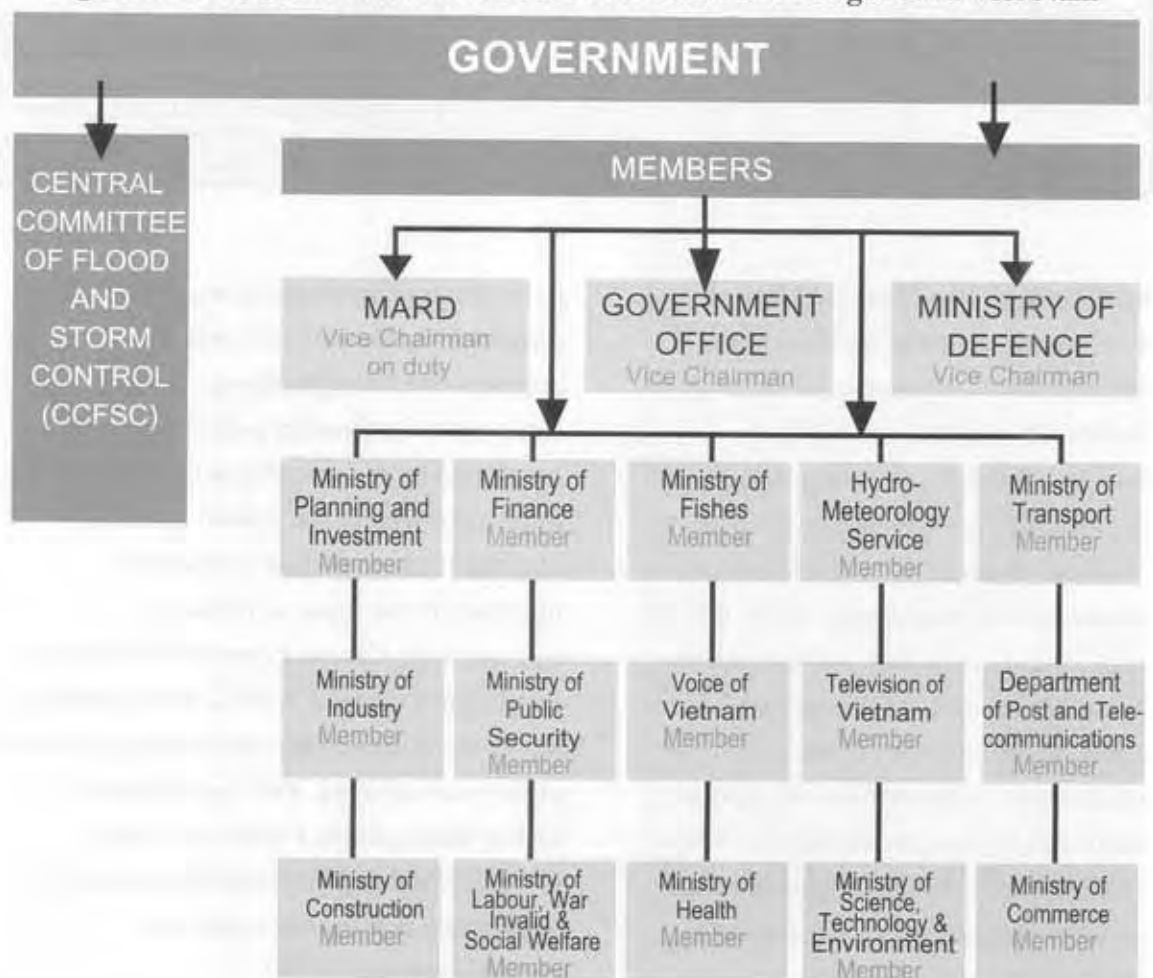 GOVERNMENT
CENTRAL
COMMITTEE
OF FLOOD
AND
STORM
CONTROL
(CCFSC)
MEMBERS
MARD
Vice Chairman
on duty
GOVERNMENT
OFFICE
Vice Chairman
MINISTRY OF
DEFENCE
Vice Chairman
Ministry of
Planning and
Investment
Member
Ministry of
Finance
Member
Ministry of
Fishes
Member
Hydro-
Meteorology
Service
Member
Ministry of
Transport
Member
Ministry of
Industry
Member
Ministry of
Public
Security
Member
Voice of
Vietnam
Member
Television of
Vietnam
Member
Department
of Post and Tele-
communications
Member
Ministry of
Construction
Member
Ministry of
Labour, War
Invalid &
Social Welfare
Member
Ministry of
Health
Member
Ministry of
Science,
Technology &
Environment
Member
Ministry of
Commerce
Member